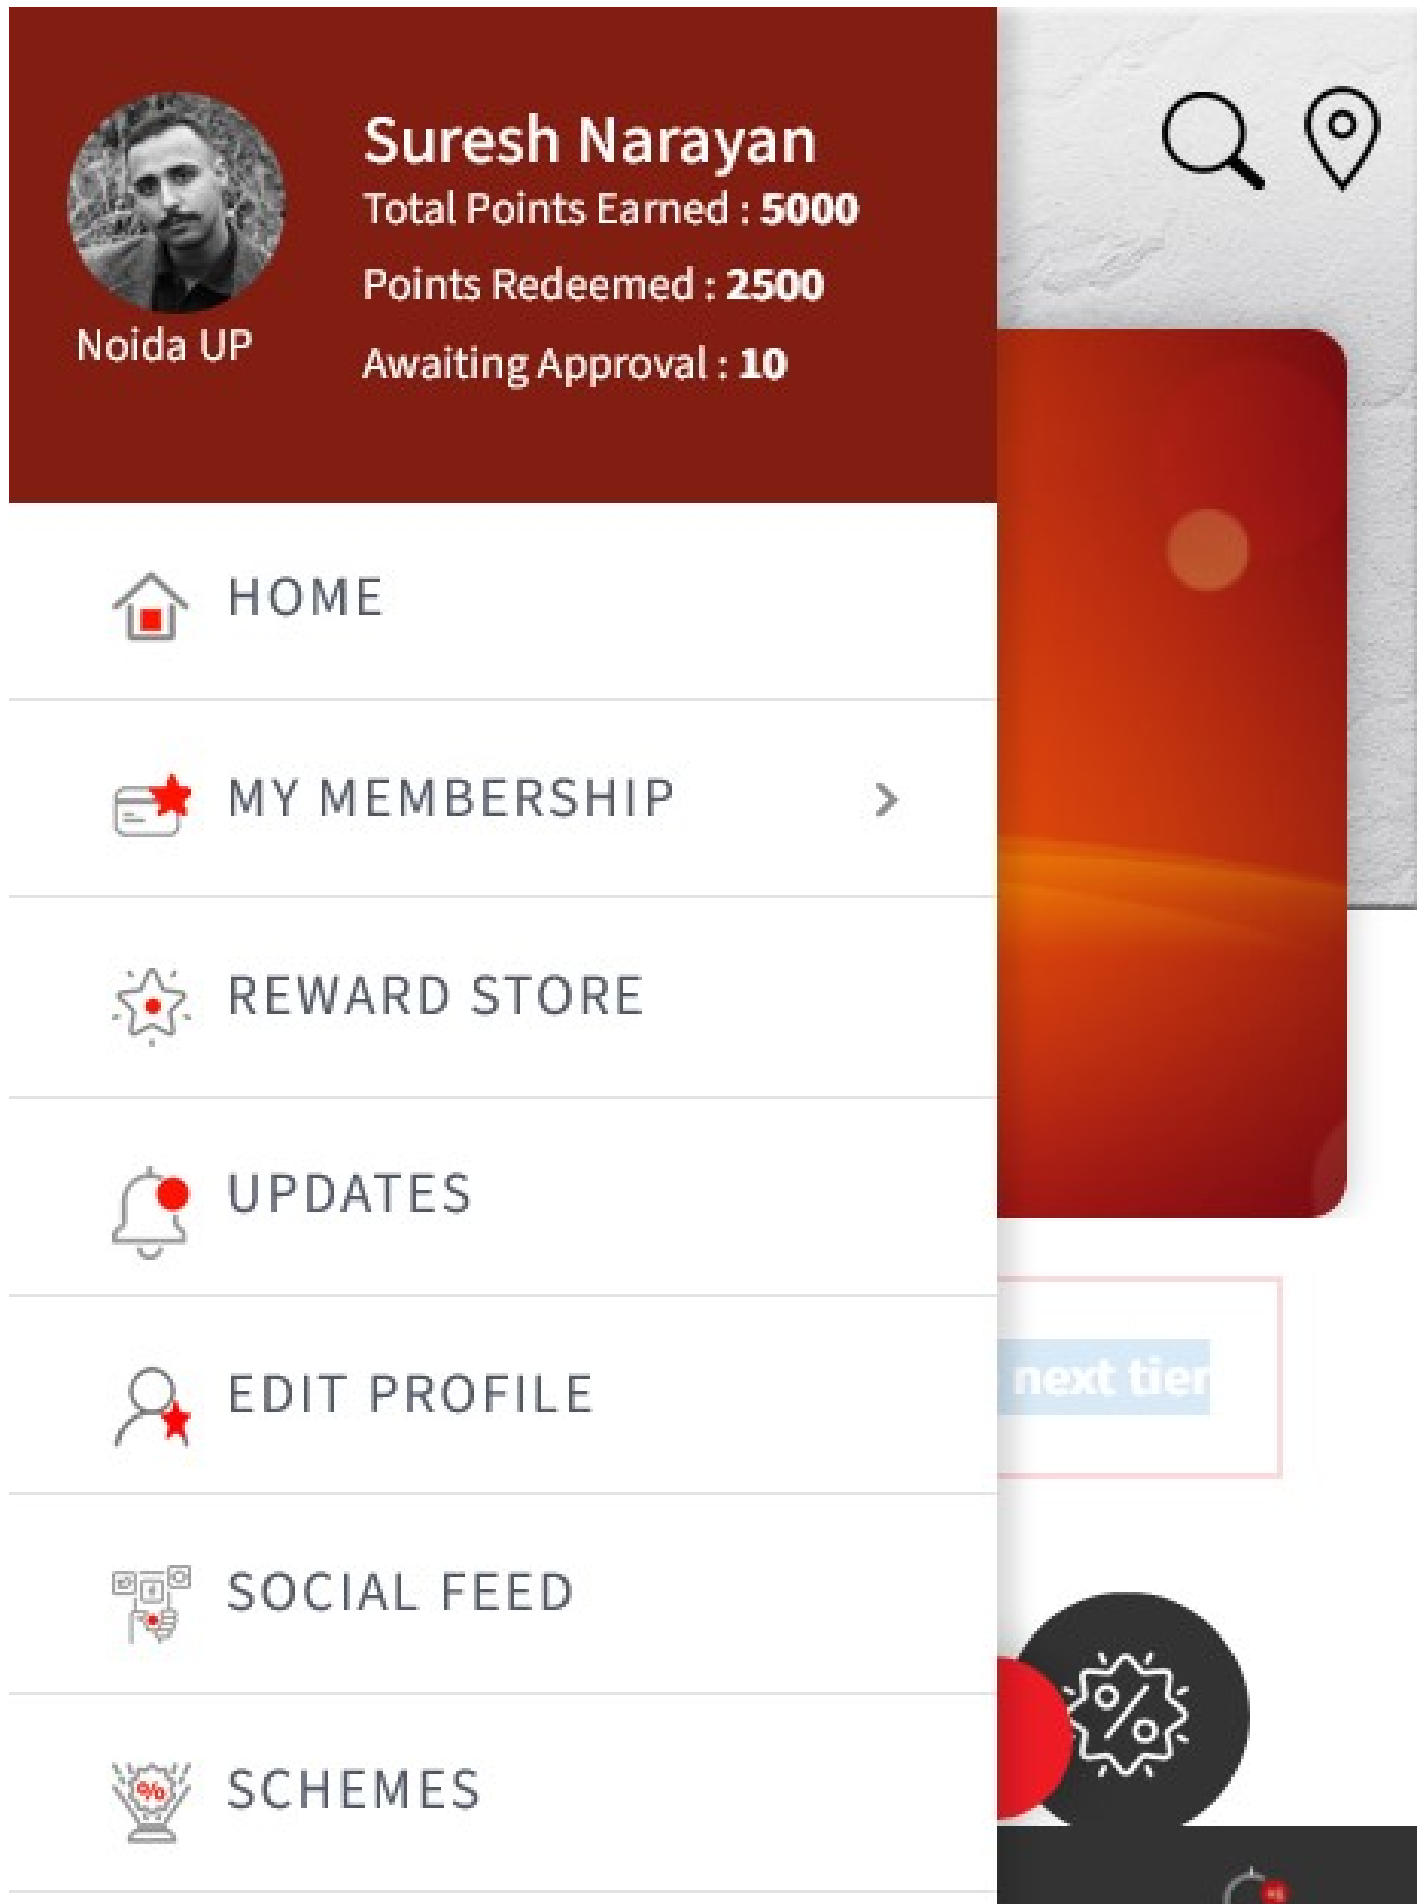 Suresh Narayan
Total Points Earned : 5000
Points Redeemed : 2500
Awaiting Approval : 10
Noida UP
HOME
MY MEMBERSHIP
REWARD STORE
UPDATES
EDIT PROFILE
SOCIAL FEED
SCHEMES
next tier
%
%